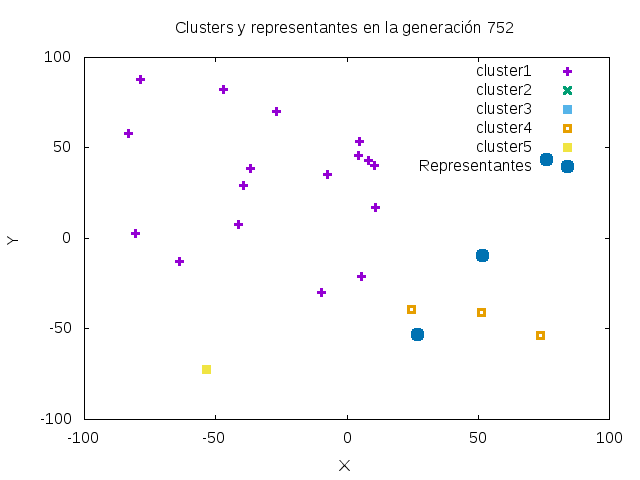 Clusters y representantes en la generación 752
100
50
0
-50
-100
-100
-50
0
50
100
Y
X
cluster1
cluster2
cluster3
cluster4
cluster5
Representantes